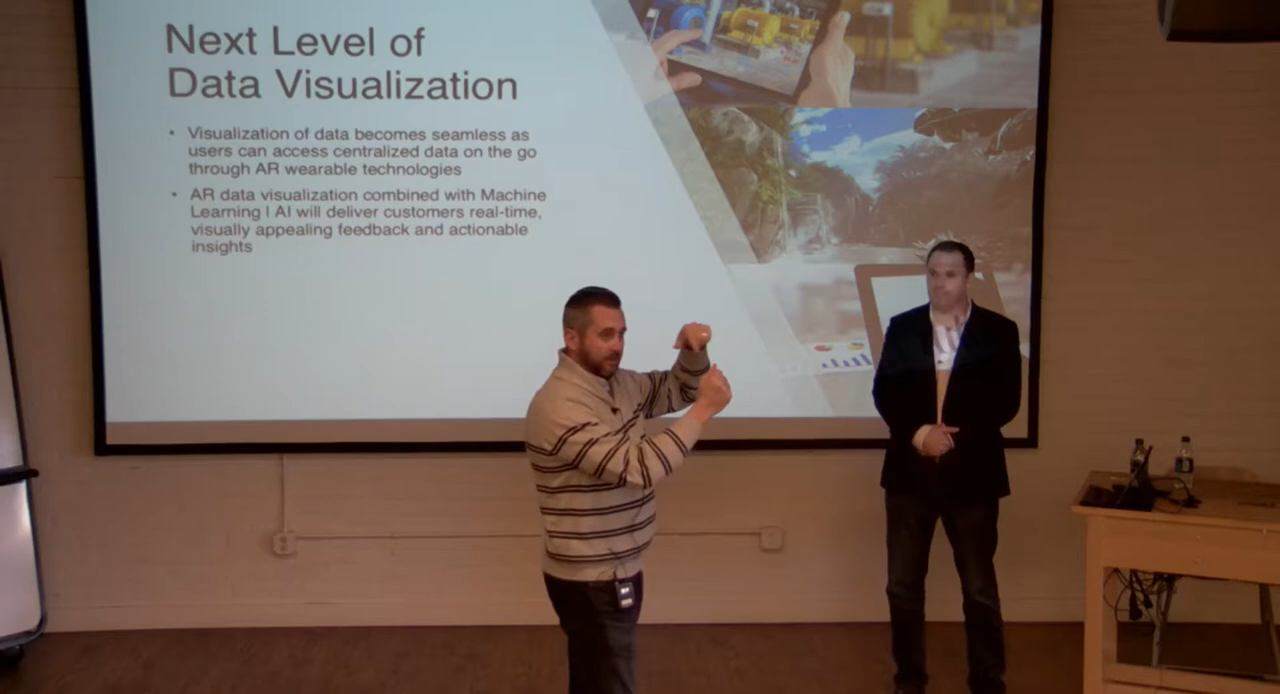 Next Level of
Data Visualization
• Visualization of data becomes seamless as
users can access centralized data on the go
through AR wearable technologies
• AR data visualization combined with Machine
Learning | AI will deliver customers real-time,
visually appealing feedback and actionable
insights